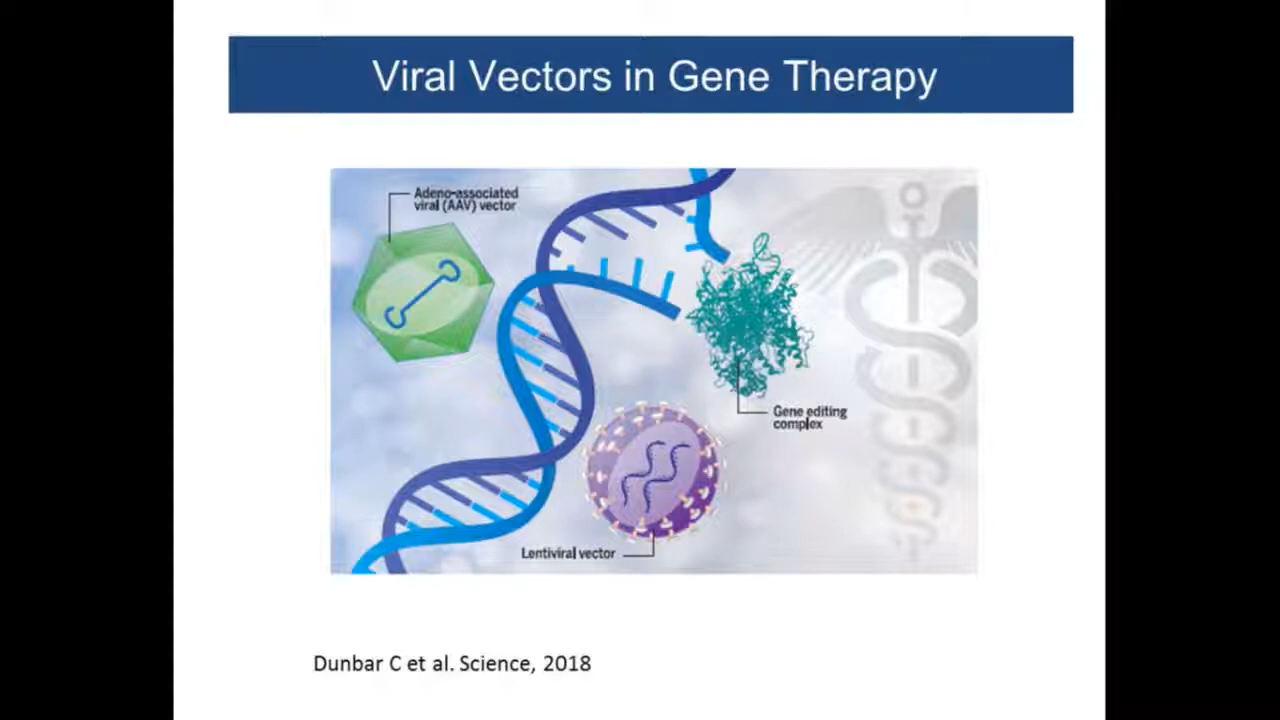 Viral Vectors in Gene Therapy
Adeno-associated
viral (AAV) vector
Gene editing
complex
Lentiviral vector
Dunbar C et al. Science, 2018